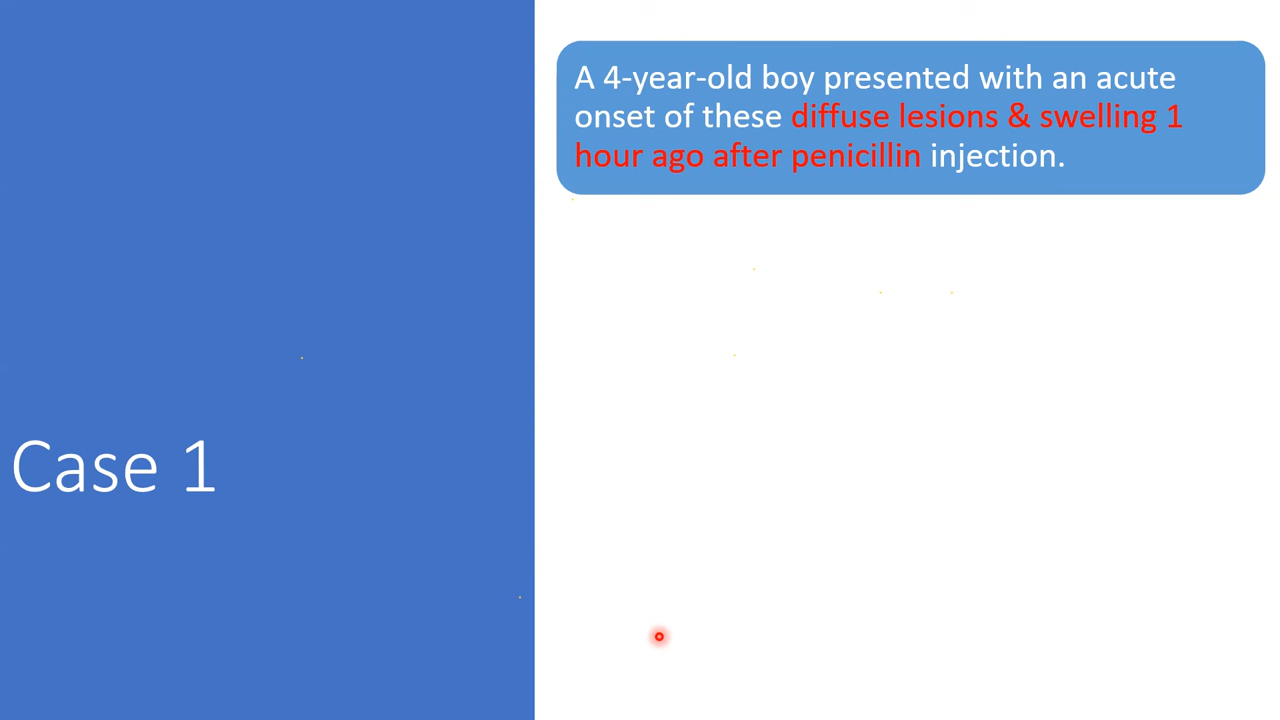 A 4-year-old boy presented with an acute
onset of these diffuse lesions & swelling 1
hour ago after penicillin injection.
Case 1